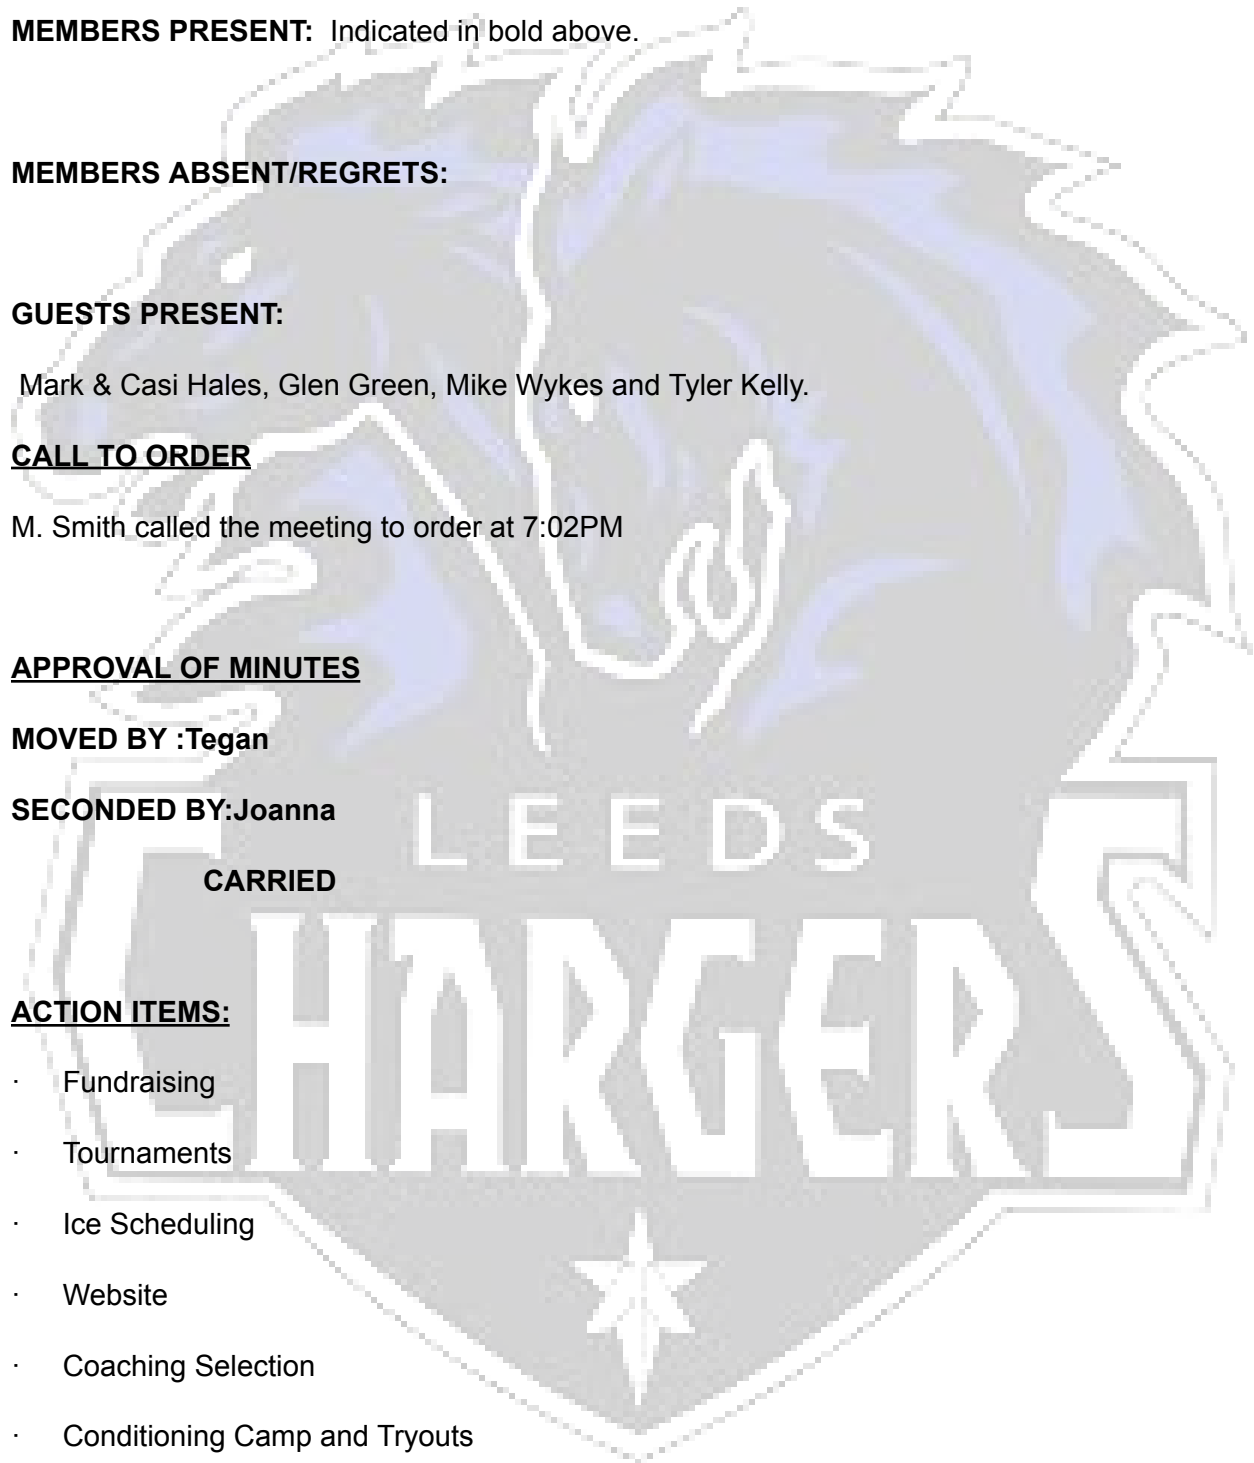 MEMBERS PRESENT:  Indicated in bold above.
MEMBERS ABSENT/REGRETS:
GUESTS PRESENT:
Mark & Casi Hales, Glen Green, Mike Wykes and Tyler Kelly.
CALL TO ORDER
M. Smith called the meeting to order at 7:02PM
APPROVAL OF MINUTES
MOVED BY :Tegan
SECONDED BY:Joanna
CARRIED
ACTION ITEMS:
· Fundraising
· Tournaments
· Ice Scheduling
· Website
· Coaching Selection
· Conditioning Camp and Tryouts
LEEDS
CHARGERS